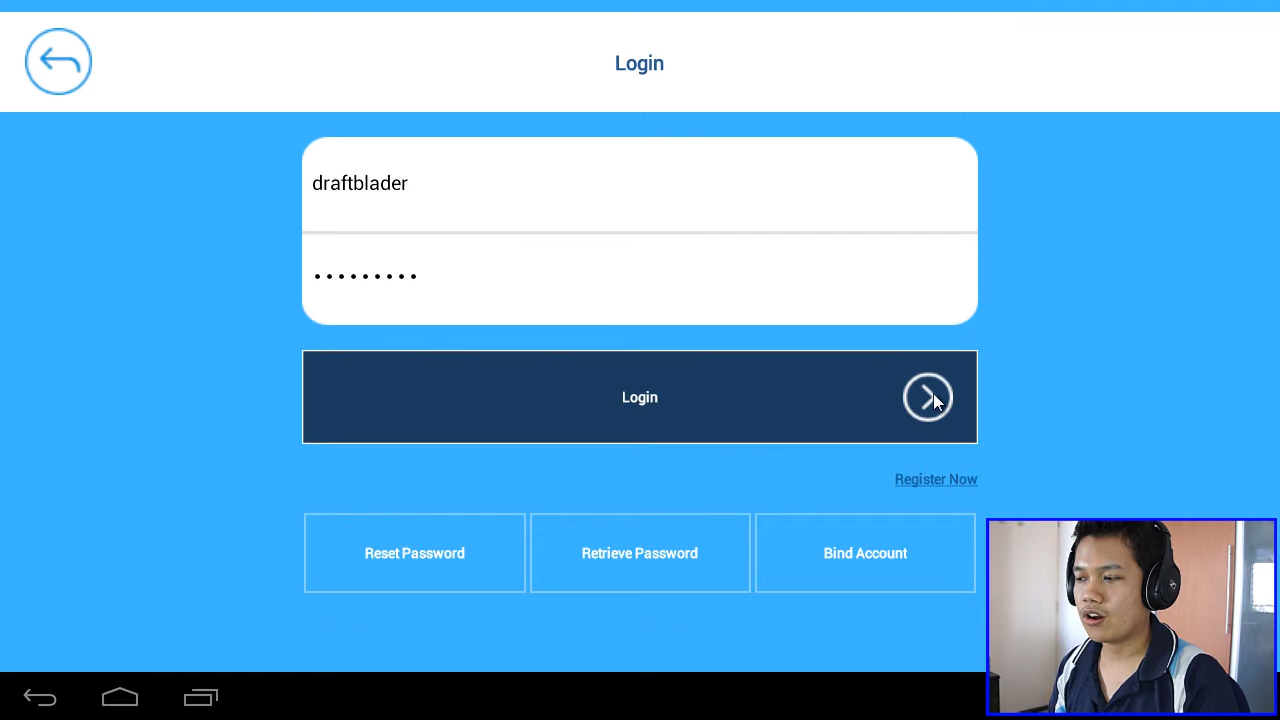 Login
draftblader
•••••••••
Login
Register Now
Reset Password
Retrieve Password
Bind Account